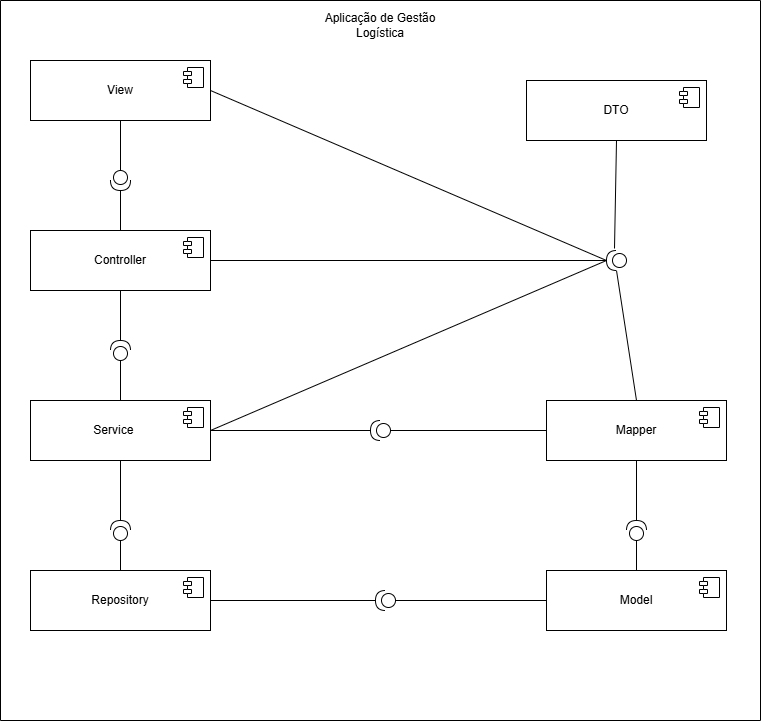 Aplicação de Gestão
Logística
View
DTO
Controller
Service
Mapper
Repository
Model